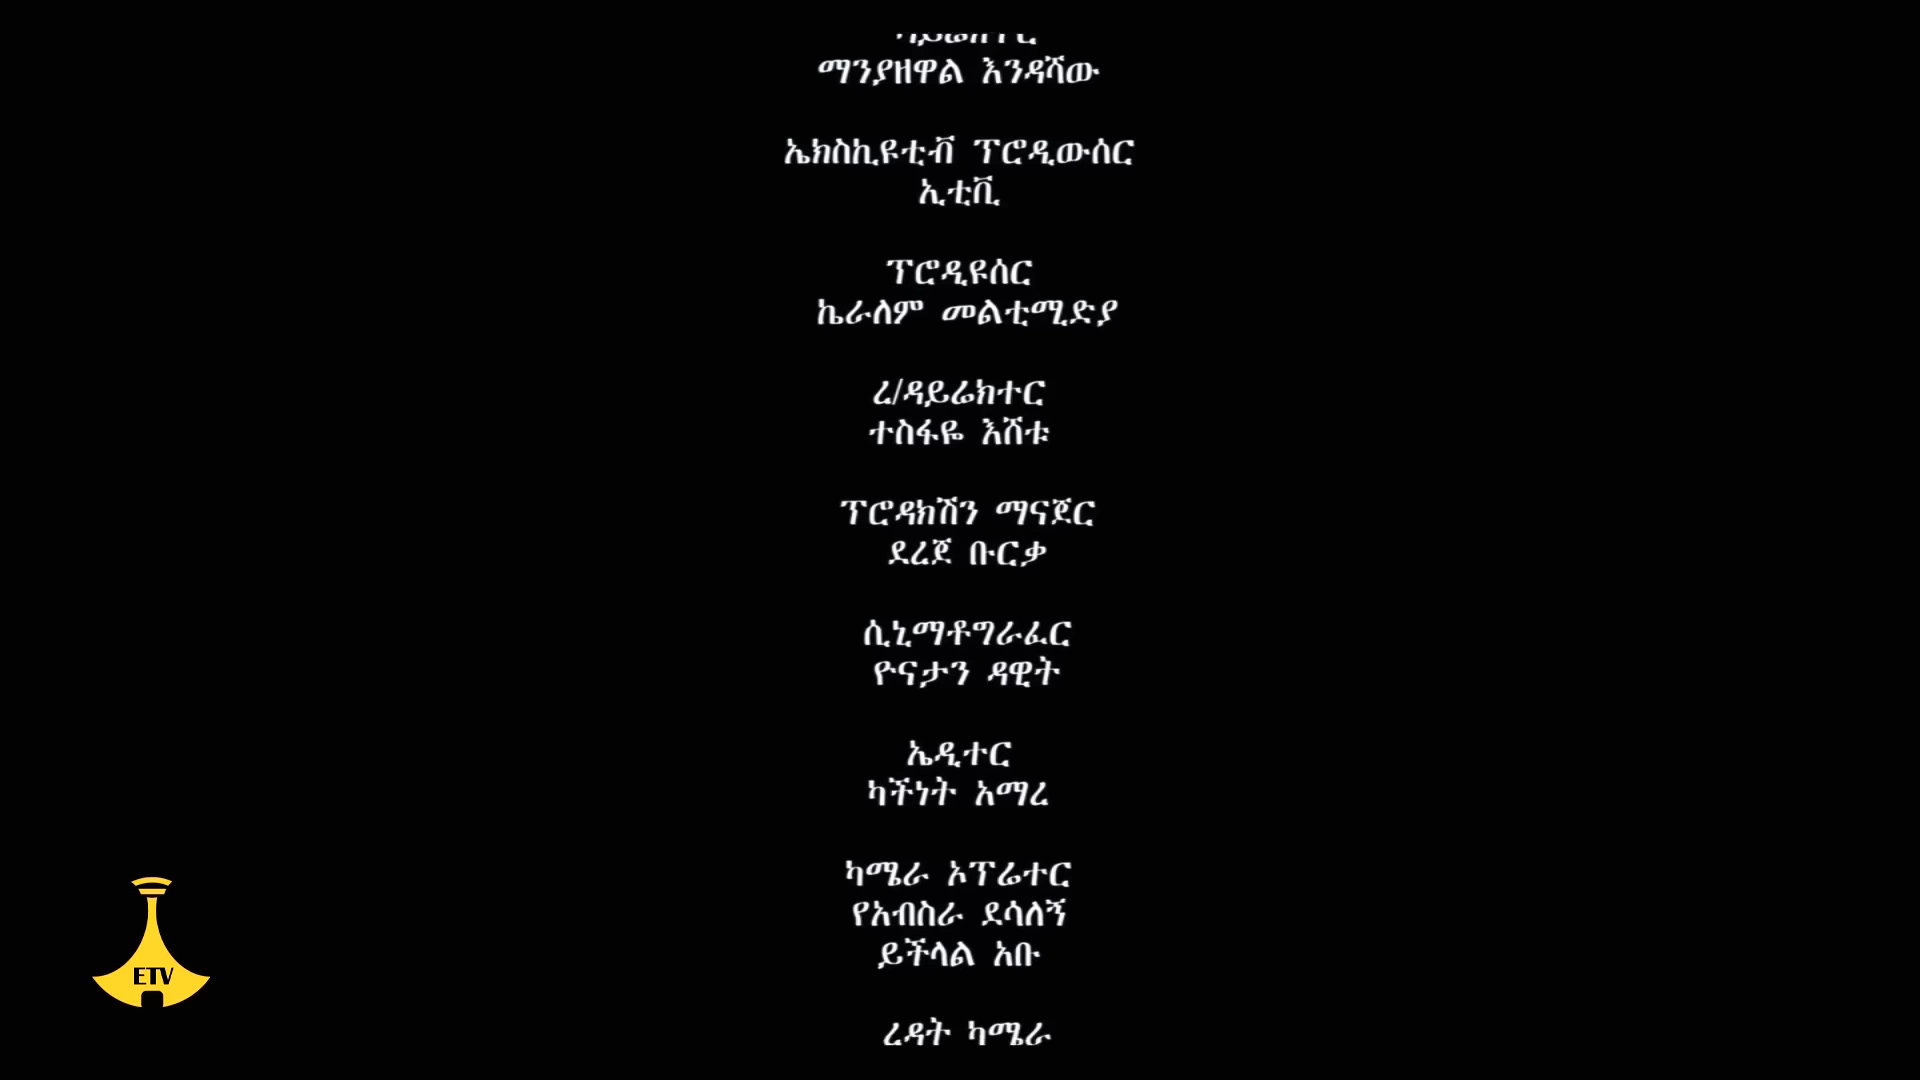 ማንያዘዋል እንዳሻው
ኤክስኪዩቲቭ ፕሮዲውሰር
ኢቲቪ
ፕሮዲዩሰር
ኬራለም መልቲሚድያ
ረ/ዳይሬክተር
ተስፋዬ እሸቱ
ፕሮዳክሽን ማናጀር
ደረጀ ቡርቃ
ሲኒማቶግራፈር
ዮናታን ዳዊት
ኤዲተር
ካችነት አማረ
ካሜራ ኦፕሬተር
የአብስራ ደሳለኝ
ይችላል አቡ
ረዳት ካሜራ
ETV